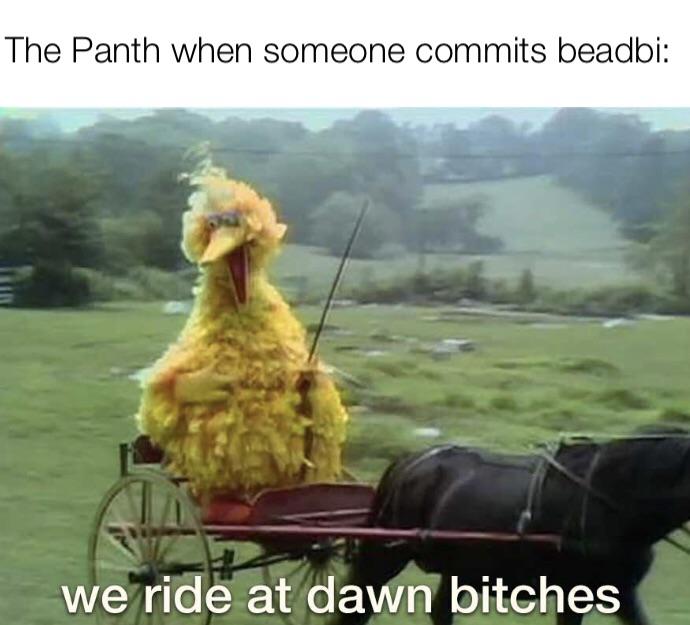 The Panth when someone commits beadbi:
we ride at dawn bitches